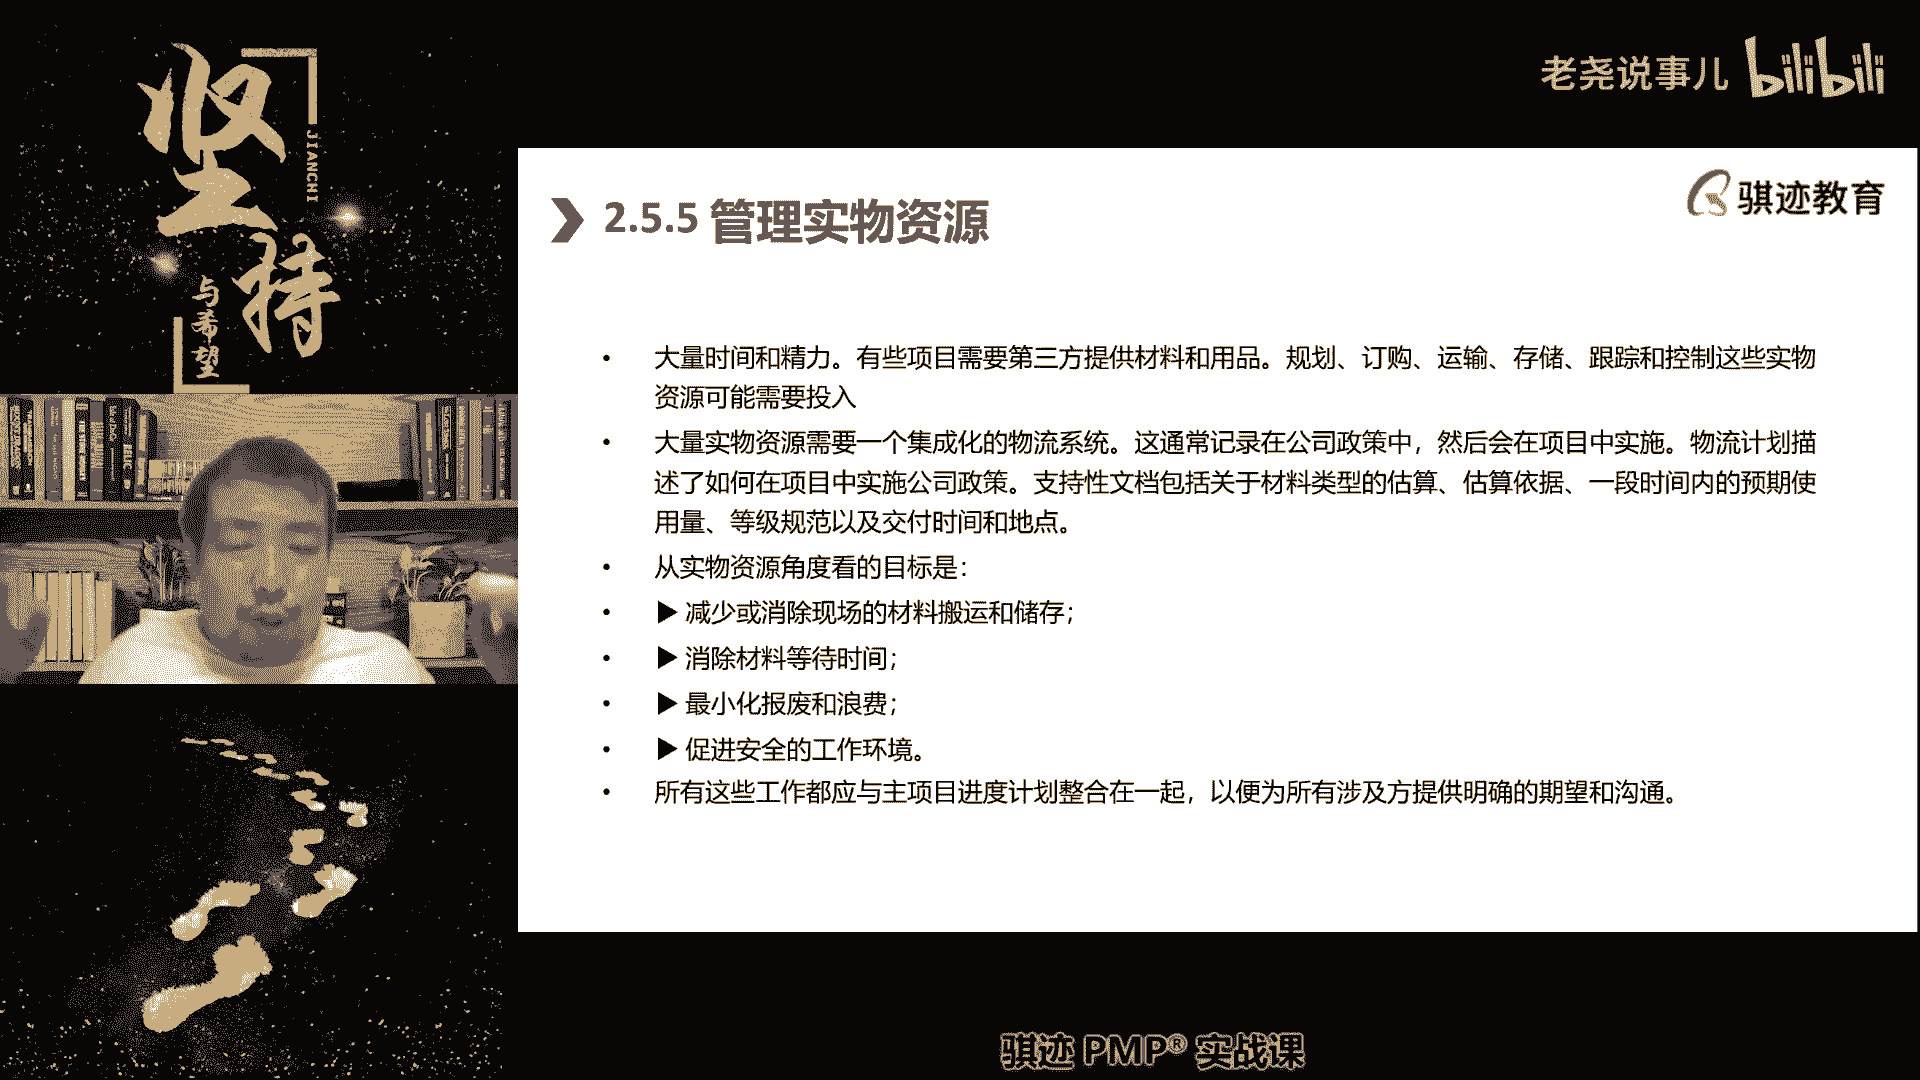 坚持
JIANCHI
与希望
老尧说事儿 bilibili
骐迹教育
2.5.5 管理实物资源
• 大量时间和精力。有些项目需要第三方提供材料和用品。规划、订购、运输、存储、跟踪和控制这些实物
资源可能需要投入
• 大量实物资源需要一个集成化的物流系统。这通常记录在公司政策中，然后会在项目中实施。物流计划描
述了如何在项目中实施公司政策。支持性文档包括关于材料类型的估算、估算依据、一段时间内的预期使
用量、等级规范以及交付时间和地点。
• 从实物资源角度看的目标是：
• ▶ 减少或消除现场的材料搬运和储存；
• ▶ 消除材料等待时间；
• ▶ 最小化报废和浪费；
• ▶ 促进安全的工作环境。
• 所有这些工作都应与主项目进度计划整合在一起，以便为所有涉及方提供明确的期望和沟通。
骐迹 PMP® 实战课